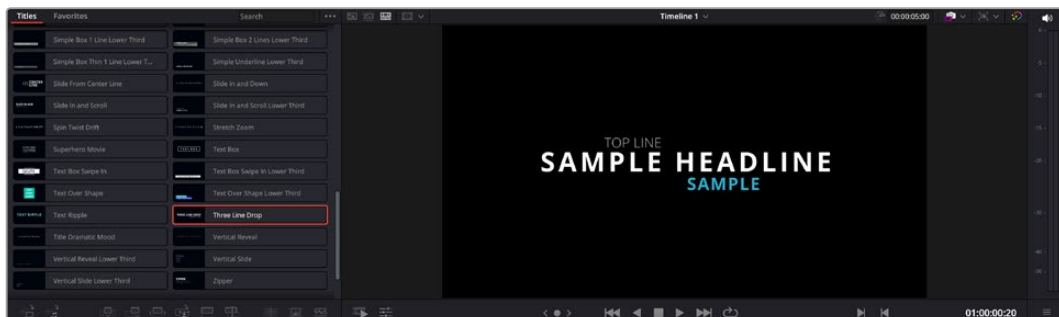 Titles Favorites Search Timeline 1 00:00:05:00
Simple Box 1 Line Lower Third Simple Box 2 Lines Lower Third
Simple Box Thin 1 Line Lower T... Simple Underline Lower Third
Slide From Center Line Slide In and Down
Slide In and Scroll Slide In and Scroll Lower Third
Spin Twist Drift Stretch Zoom
Superhero Movie Text Box
Text Box Swipe In Text Box Swipe In Lower Third
Text Over Shape Text Over Shape Lower Third
TEXT RIPPLE Text Ripple THREE LINE DROP Three Line Drop
Title Dramatic Mood Vertical Reveal
Vertical Reveal Lower Third Vertical Slide
Vertical Slide Lower Third Zipper
TOP LINE
SAMPLE HEADLINE
SAMPLE
01:00:00:20